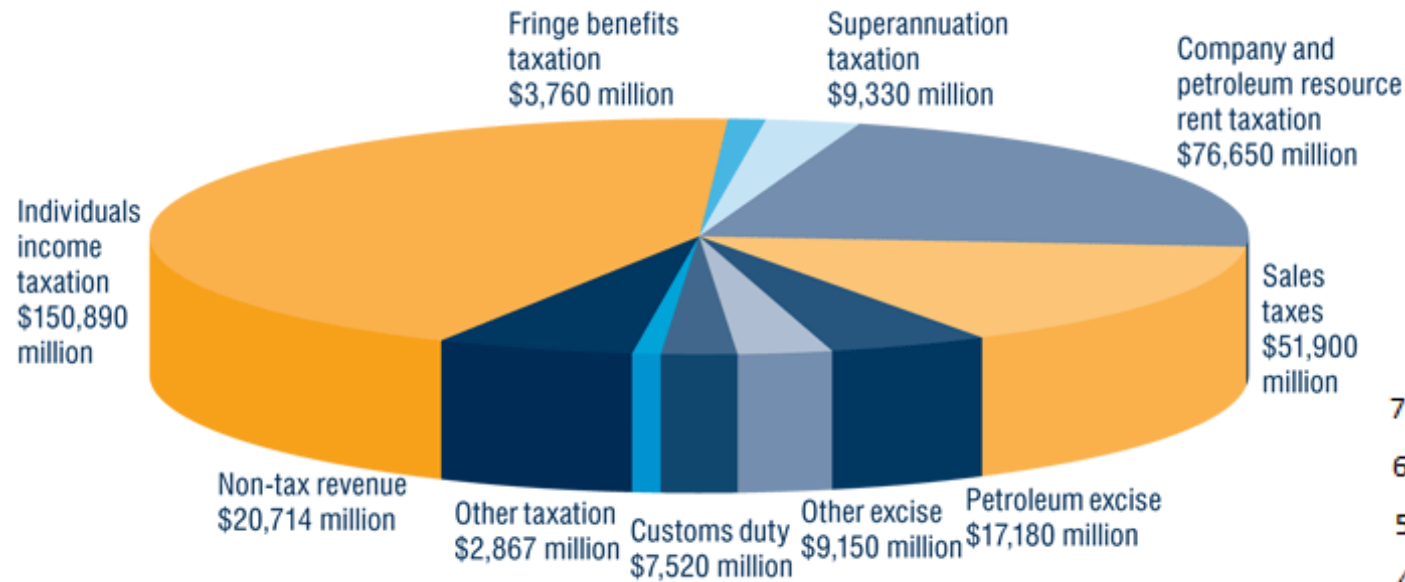 Fringe benefits
taxation
$3,760 million
Superannuation
taxation
$9,330 million
Company and
petroleum resource
rent taxation
$76,650 million
Individuals
income
taxation
$150,890
million
Sales
taxes
$51,900
million
Non-tax revenue
$20,714 million
Other taxation
$2,867 million
Customs duty
$7,520 million
Other excise
$9,150 million
Petroleum excise
$17,180 million
7
6
5